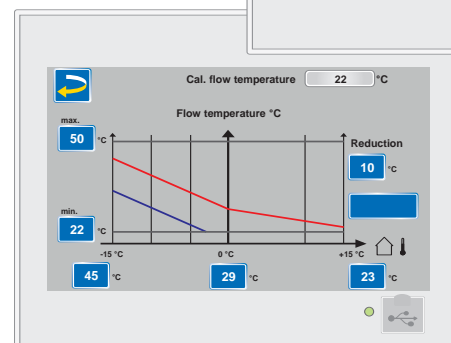 Cal. flow temperature 22 °C
Flow temperature °C
max.
50 °C
Reduction
10 °C
min.
22 °C
-15 °C 0 °C +15 °C
45 °C 29 °C 23 °C